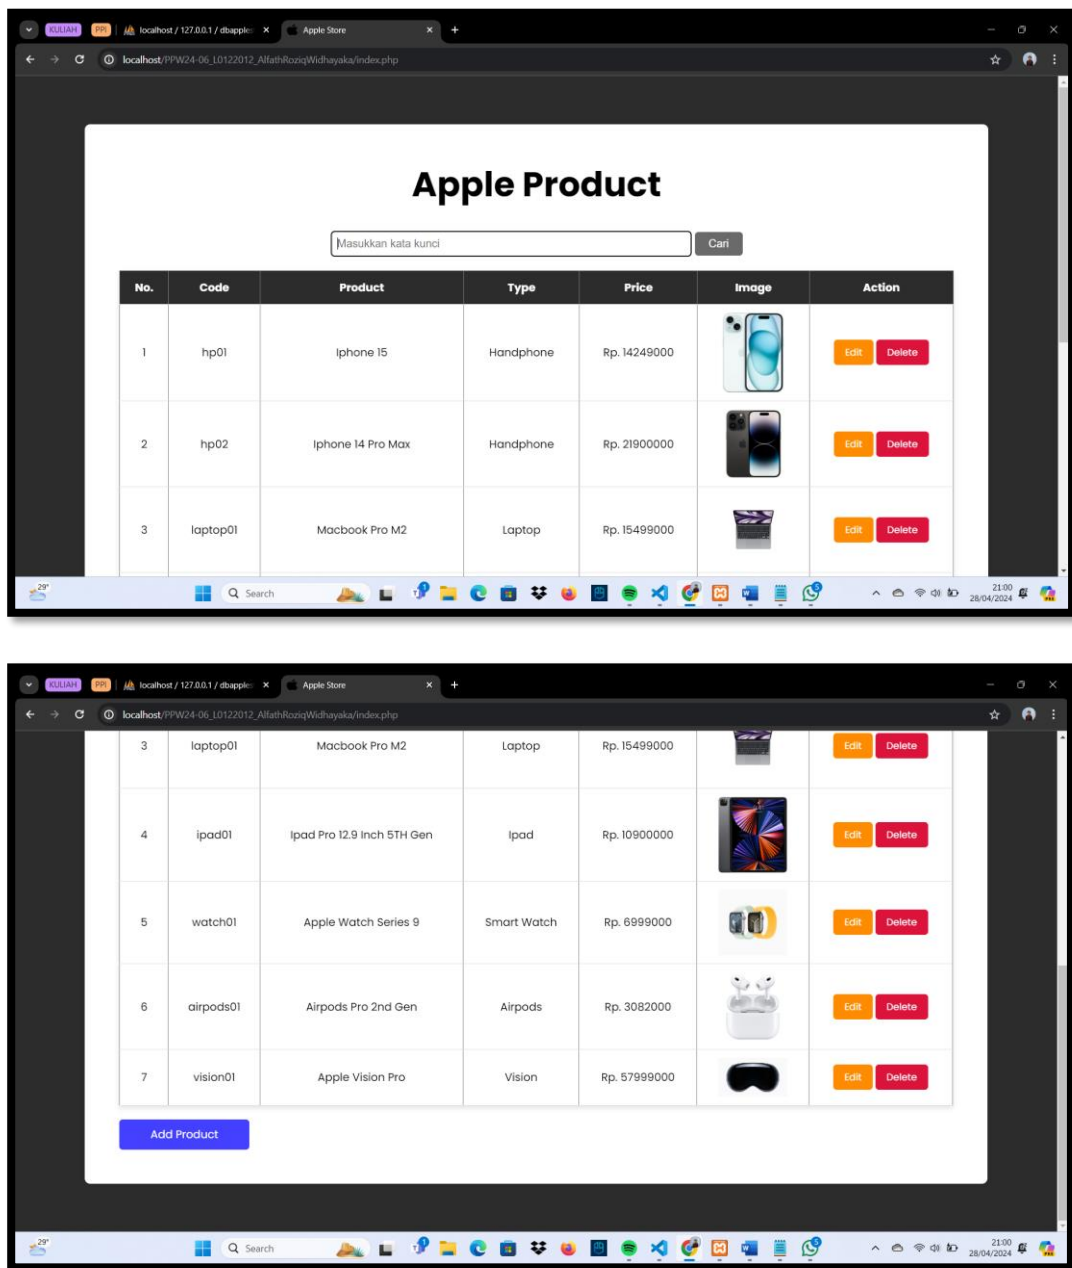 KULIAH PPI localhost / 127.0.0.1 / dbapple Apple Store
localhost/PPW24-06_L0122012_AlfathRoziqWidhayaka/index.php
Apple Product
Masukkan kata kunci Cari
No. Code Product Type Price Image Action
1 hp01 Iphone 15 Handphone Rp. 14249000 Edit Delete
2 hp02 Iphone 14 Pro Max Handphone Rp. 21900000 Edit Delete
3 laptop01 Macbook Pro M2 Laptop Rp. 15499000 Edit Delete
29° Search 21:00
28/04/2024
KULIAH PPI localhost / 127.0.0.1 / dbapple Apple Store
localhost/PPW24-06_L0122012_AlfathRoziqWidhayaka/index.php
3 laptop01 Macbook Pro M2 Laptop Rp. 15499000 Edit Delete
4 ipad01 Ipad Pro 12.9 Inch 5TH Gen Ipad Rp. 10900000 Edit Delete
5 watch01 Apple Watch Series 9 Smart Watch Rp. 6999000 Edit Delete
6 airpods01 Airpods Pro 2nd Gen Airpods Rp. 3082000 Edit Delete
7 vision01 Apple Vision Pro Vision Rp. 57999000 Edit Delete
Add Product
29° Search 21:00
28/04/2024